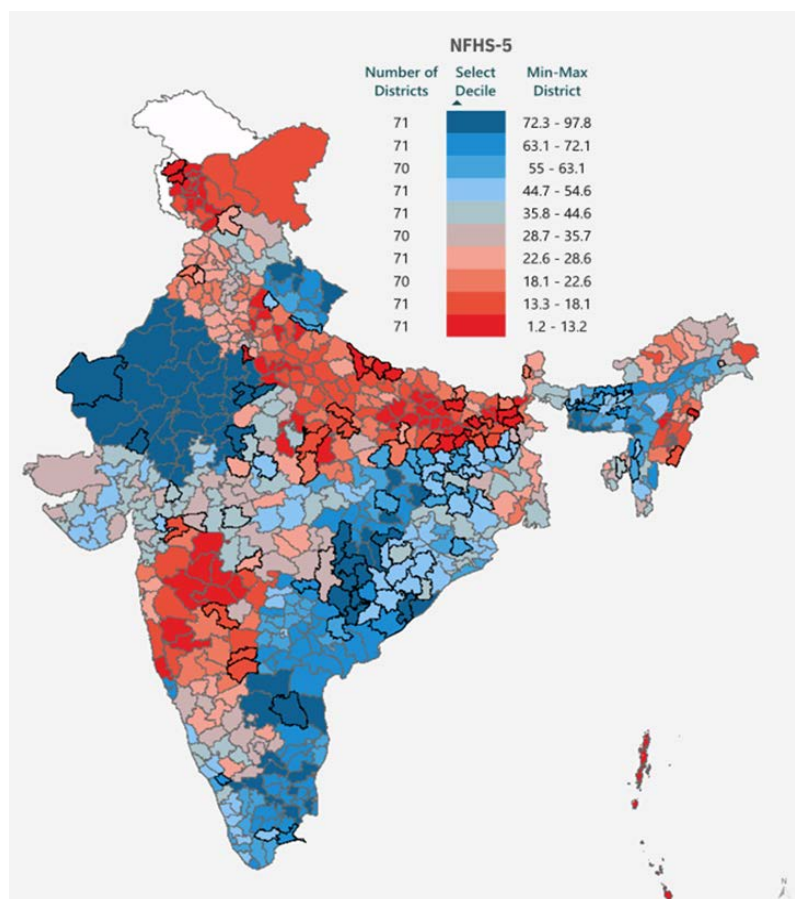 NFHS-5
Number of Districts Select Decile Min-Max District
71 72.3 - 97.8
71 63.1 - 72.1
70 55 - 63.1
71 44.7 - 54.6
71 35.8 - 44.6
70 28.7 - 35.7
71 22.6 - 28.6
70 18.1 - 22.6
71 13.3 - 18.1
71 1.2 - 13.2
N